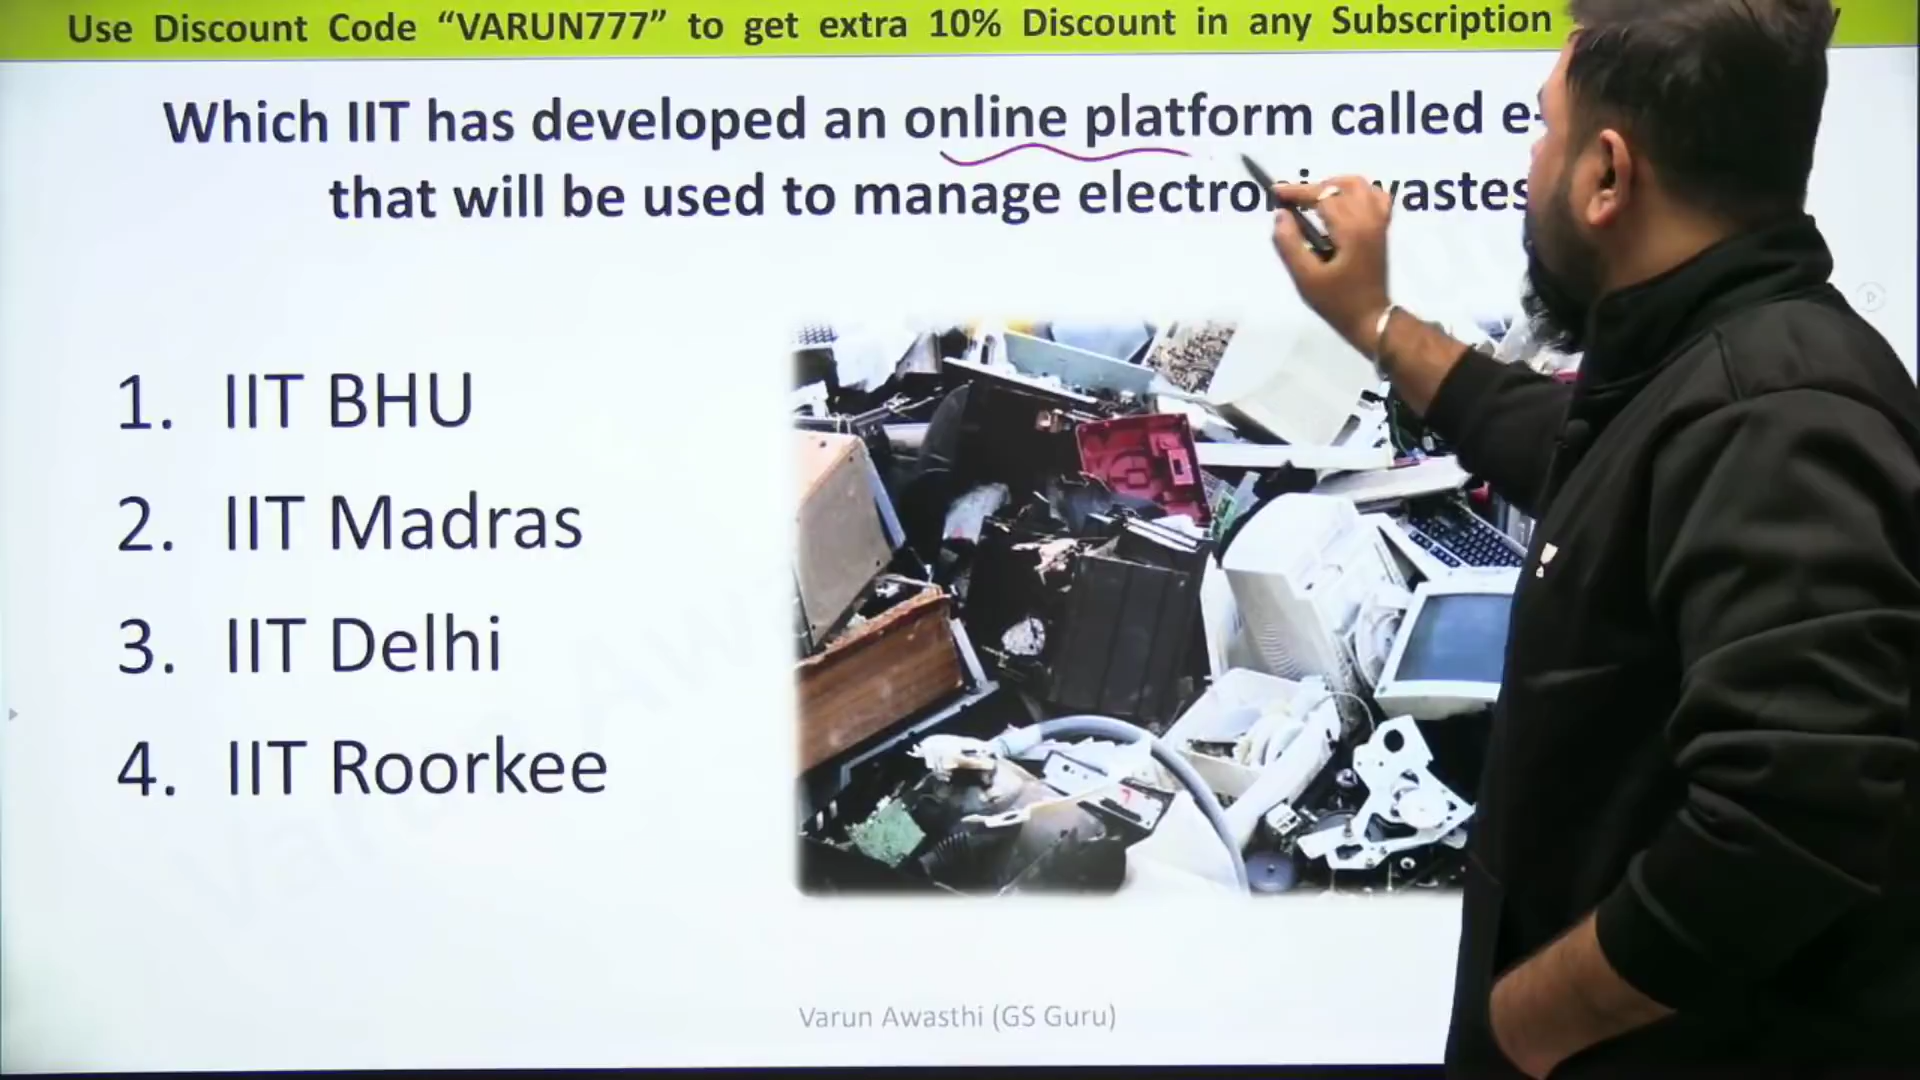 Use Discount Code “VARUN777” to get extra 10% Discount in any Subscription
Which IIT has developed an online platform called e-
that will be used to manage electronic wastes
1. IIT BHU
2. IIT Madras
3. IIT Delhi
4. IIT Roorkee
Varun Awasthi (GS Guru)